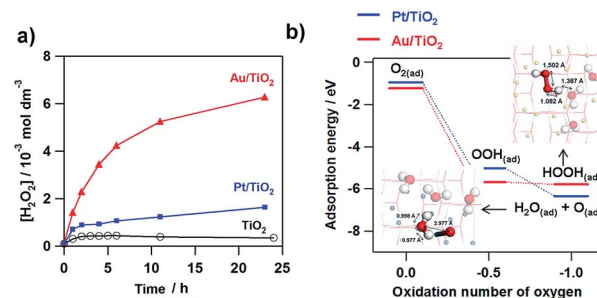 a)
[H₂O₂] / 10⁻³ mol dm⁻³
8
6
4
2
0
Au/TiO₂
Pt/TiO₂
TiO₂
0 5 10 15 20 25
Time / h
b)
Pt/TiO₂
Au/TiO₂
Adsorption energy / eV
0
-2
-4
-6
-8
O₂(ad)
OOH(ad)
HOOH(ad)
H₂O(ad) + O(ad)
1.502 Å
1.387 Å
1.082 Å
0.998 Å
2.977 Å
0.977 Å
0.0 -0.5 -1.0
Oxidation number of oxygen